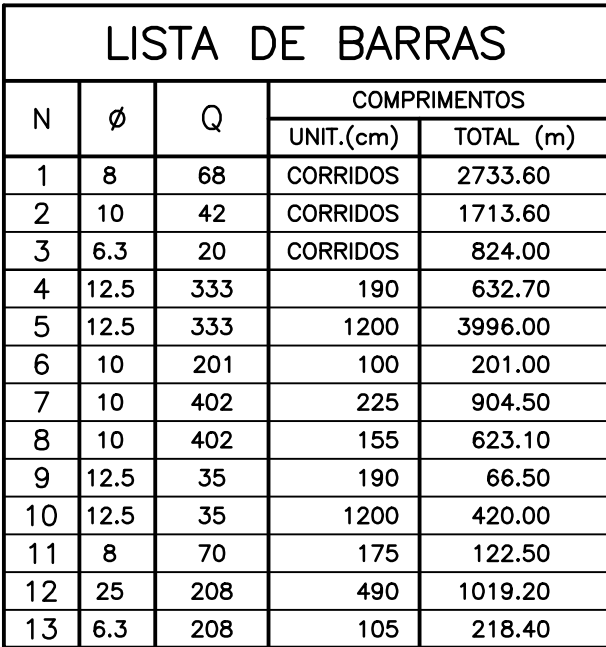 LISTA DE BARRAS
N ø Q COMPRIMENTOS
UNIT.(cm) TOTAL (m)
1 8 68 CORRIDOS 2733.60
2 10 42 CORRIDOS 1713.60
3 6.3 20 CORRIDOS 824.00
4 12.5 333 190 632.70
5 12.5 333 1200 3996.00
6 10 201 100 201.00
7 10 402 225 904.50
8 10 402 155 623.10
9 12.5 35 190 66.50
10 12.5 35 1200 420.00
11 8 70 175 122.50
12 25 208 490 1019.20
13 6.3 208 105 218.40